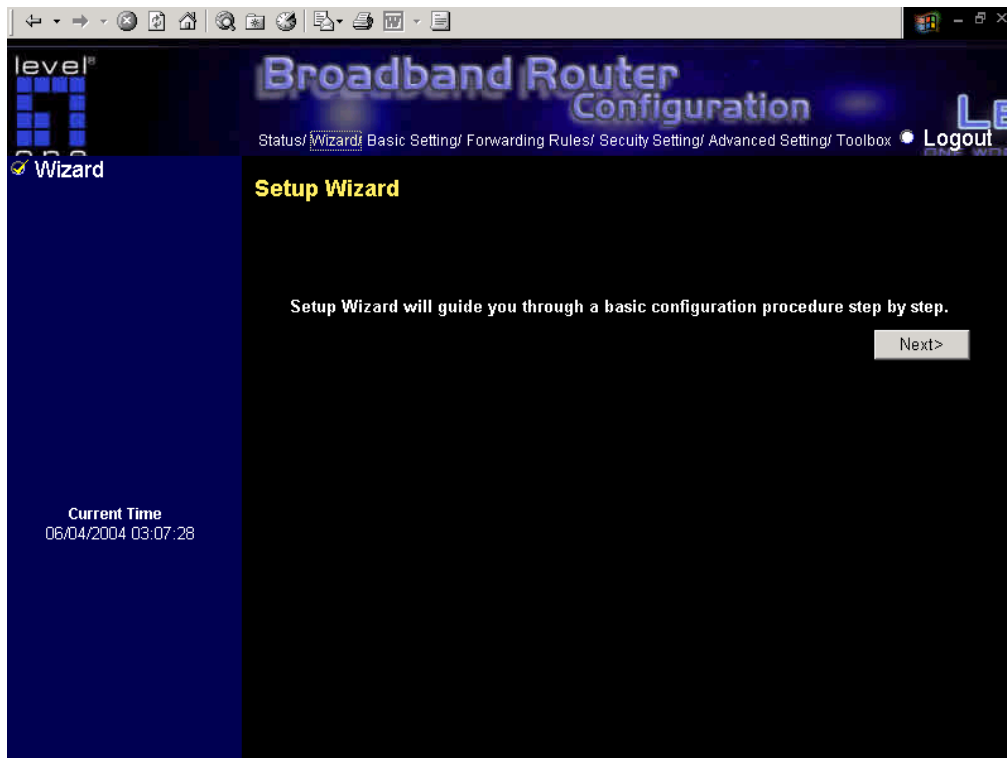 level®
one
Broadband Router
Configuration
Status/ Wizard/ Basic Setting/ Forwarding Rules/ Secuity Setting/ Advanced Setting/ Toolbox
Logout
Wizard
Setup Wizard
Setup Wizard will guide you through a basic configuration procedure step by step.
Next>
Current Time
06/04/2004 03:07:28